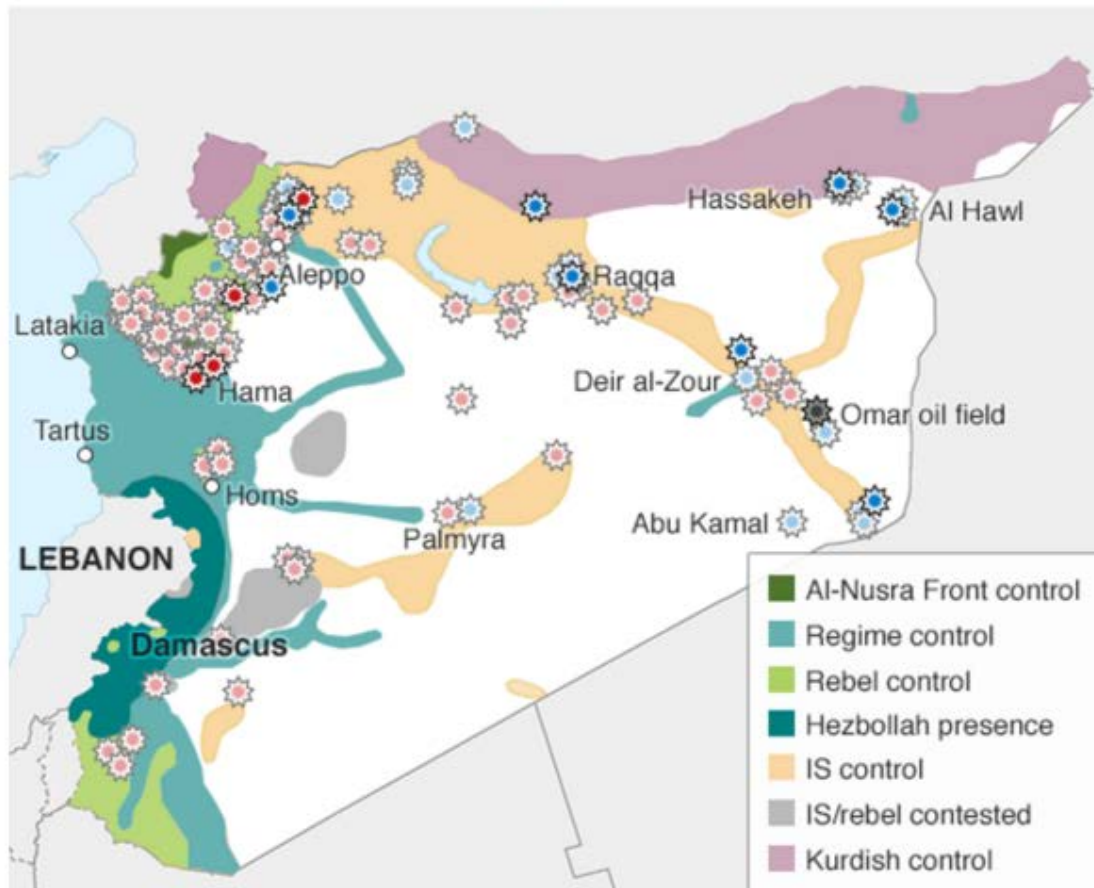 Hassakeh
Al Hawl
Aleppo
Raqqa
Latakia
Deir al-Zour
Hama
Omar oil field
Tartus
Homs
Abu Kamal
Palmyra
LEBANON
Damascus
Al-Nusra Front control
Regime control
Rebel control
Hezbollah presence
IS control
IS/rebel contested
Kurdish control